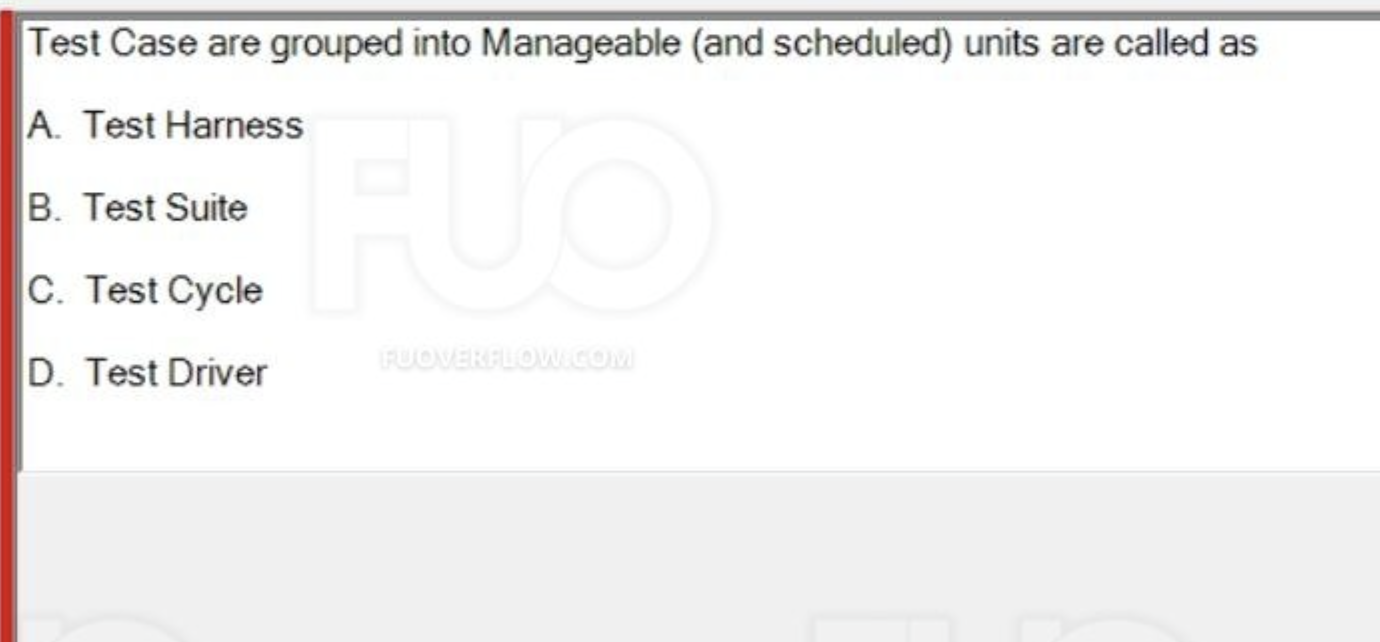 Test Case are grouped into Manageable (and scheduled) units are called as
A. Test Harness
B. Test Suite
C. Test Cycle
D. Test Driver
FUO
FUOVERFLOW.COM